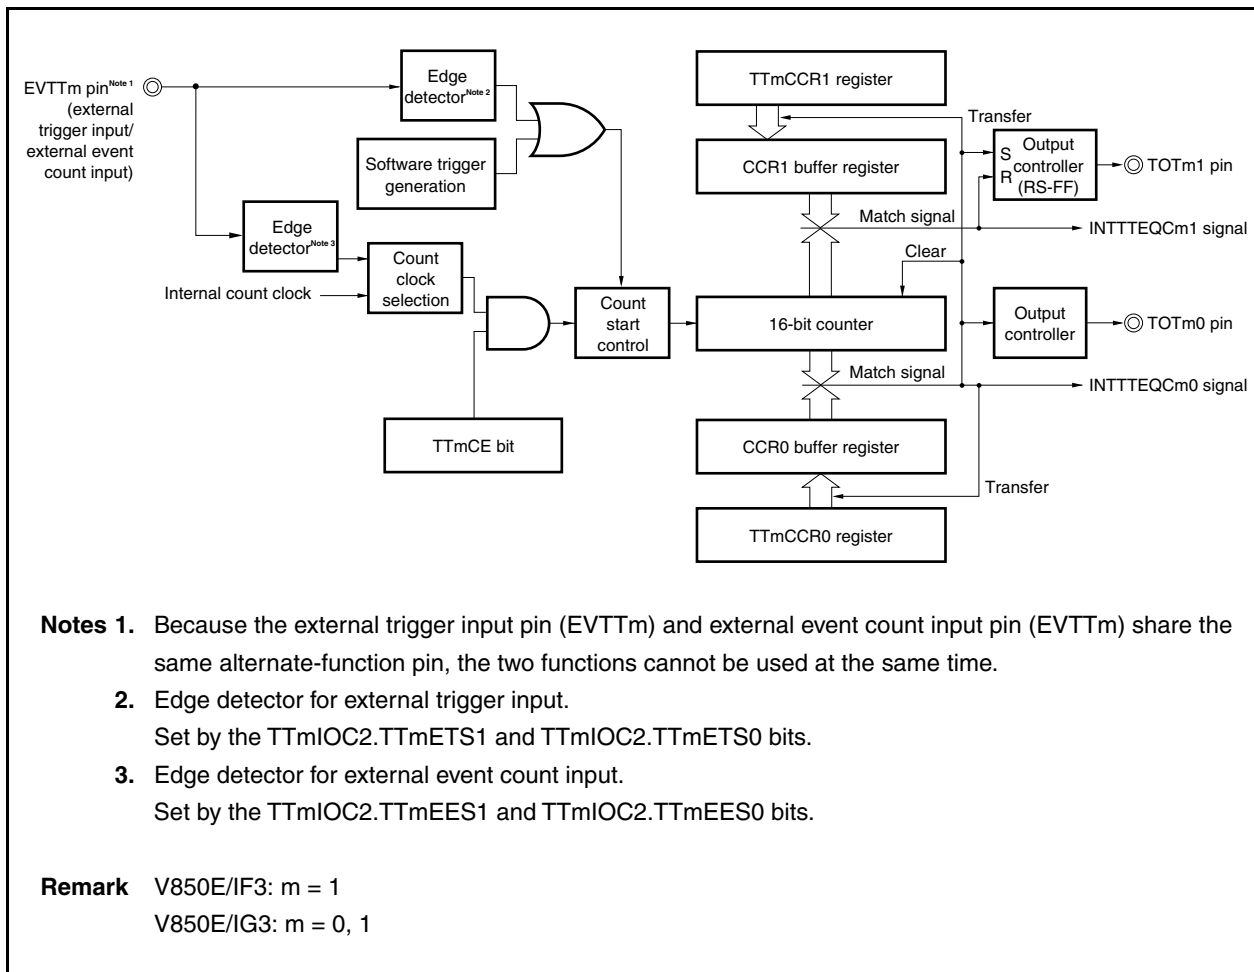 EVTTm pinNote 1
(external
trigger input/
external event
count input)
Edge
detectorNote 2
Software trigger
generation
Edge
detectorNote 3
Internal count clock
Count
clock
selection
TTmCE bit
Count
start
control
TTmCCR1 register
Transfer
CCR1 buffer register
Match signal
Clear
16-bit counter
Match signal
CCR0 buffer register
Transfer
TTmCCR0 register
S
R
Output
controller
(RS-FF)
TOTm1 pin
INTTTEQCm1 signal
Output
controller
TOTm0 pin
INTTTEQCm0 signal
Notes 1. Because the external trigger input pin (EVTTm) and external event count input pin (EVTTm) share the
same alternate-function pin, the two functions cannot be used at the same time.
2. Edge detector for external trigger input.
Set by the TTmIOC2.TTmETS1 and TTmIOC2.TTmETS0 bits.
3. Edge detector for external event count input.
Set by the TTmIOC2.TTmEES1 and TTmIOC2.TTmEES0 bits.
Remark V850E/IF3: m = 1
V850E/IG3: m = 0, 1